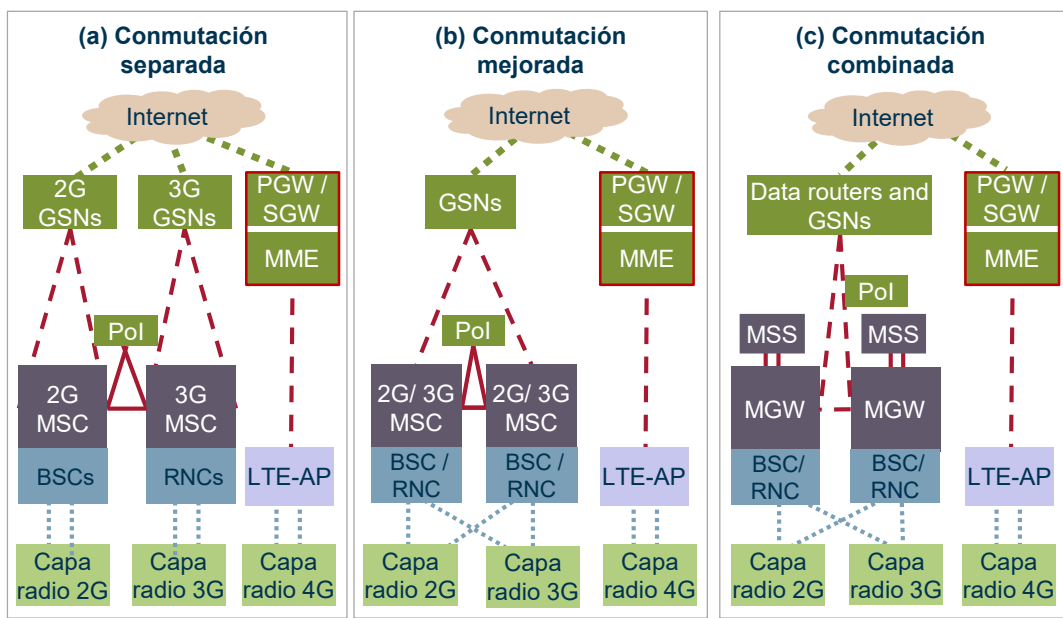 (a) Conmutación
separada
Internet
2G
GSNs
3G
GSNs
PGW /
SGW
MME
PoI
2G
MSC
3G
MSC
BSCs
RNCs
LTE-AP
Capa
radio 2G
Capa
radio 3G
Capa
radio 4G
(b) Conmutación
mejorada
Internet
GSNs
PGW /
SGW
MME
PoI
2G/ 3G
MSC
2G/ 3G
MSC
BSC /
RNC
BSC /
RNC
LTE-AP
Capa
radio 2G
Capa
radio 3G
Capa
radio 4G
(c) Conmutación
combinada
Internet
Data routers and
GSNs
PGW /
SGW
MME
PoI
MSS
MSS
MGW
MGW
BSC/
RNC
BSC/
RNC
LTE-AP
Capa
radio 2G
Capa
radio 3G
Capa
radio 4G